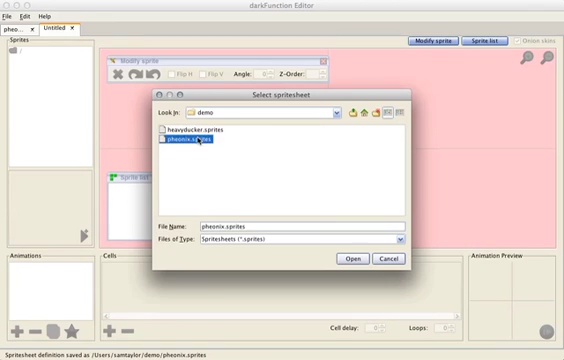 darkFunction Editor
File Edit Help
pheo... × Untitled ×
Sprites
/
Modify sprite Sprite list Onion skins
Modify sprite
Flip H Flip V Angle: 0 Z-Order:
Select spritesheet
Look In: demo
heavyducker.sprites
pheonix.sprites
Sprite list
File Name: pheonix.sprites
Files of Type: Spritesheets (*.sprites)
Open Cancel
Animations
Cells
Animation Preview
Cell delay: Loops:
Spritesheet definition saved as /Users/samtaylor/demo/pheonix.sprites